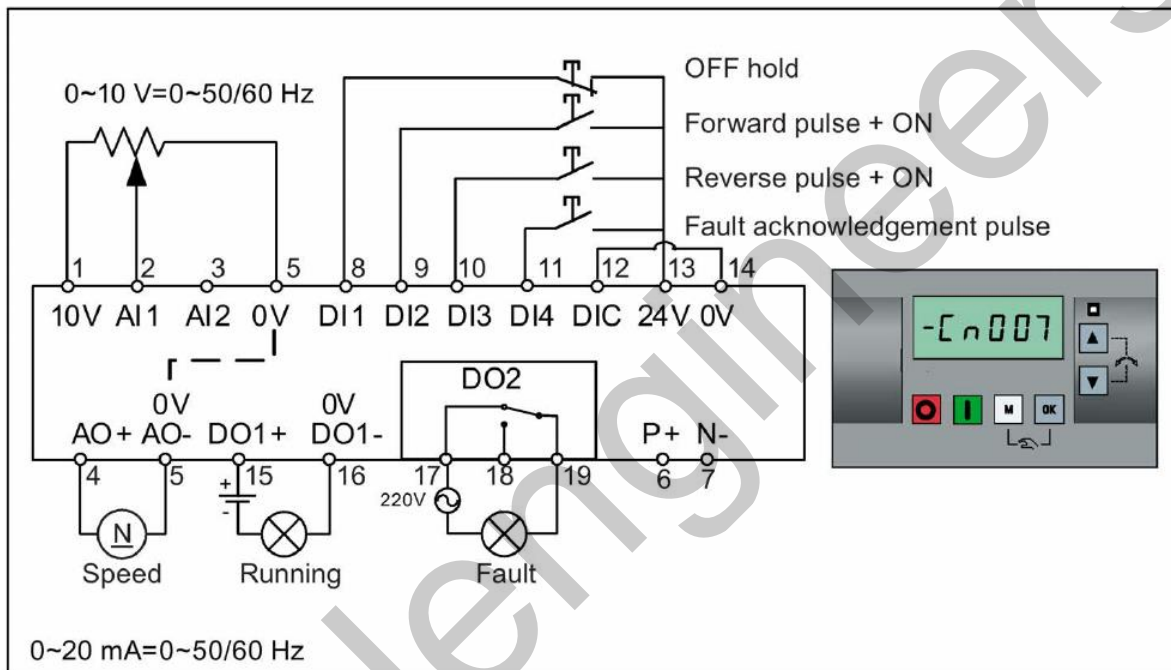 OFF hold
0~10 V=0~50/60 Hz
Forward pulse + ON
Reverse pulse + ON
Fault acknowledgement pulse
1 2 3 5 8 9 10 11 12 13 14
10V AI1 AI2 0V DI1 DI2 DI3 DI4 DIC 24V 0V
-Cn007
DO2
0V 0V
AO+ AO- DO1+ DO1- P+ N-
4 5 15 16 17 18 19 6 7
M OK
+
-
220V
N
Speed Running Fault
0~20 mA=0~50/60 Hz
engineers